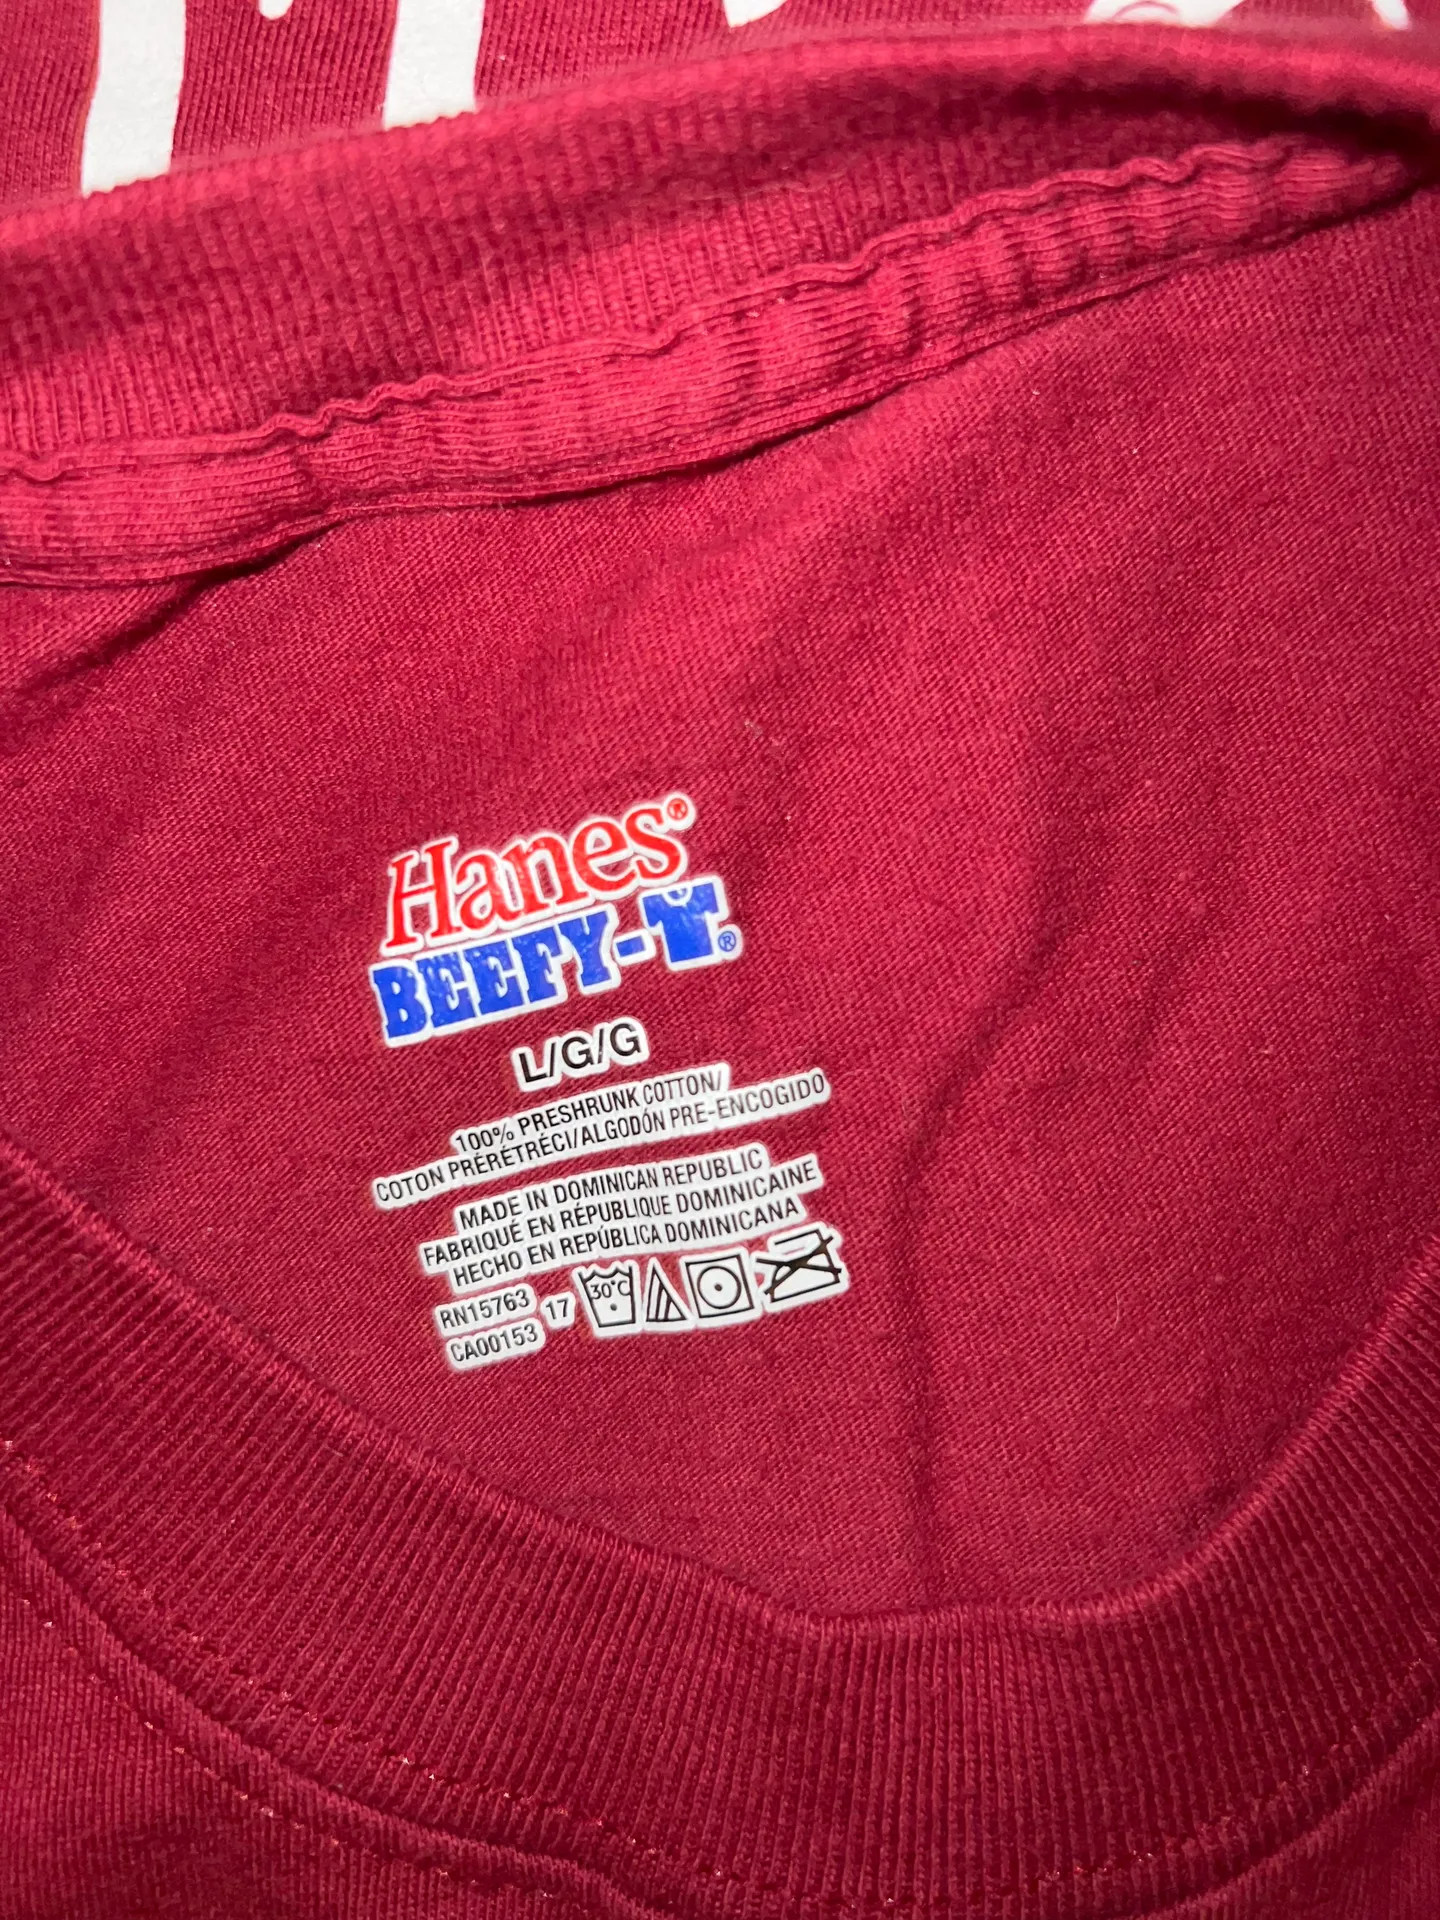 Hanes®
BEEFY-T®
L/G/G
100% PRESHRUNK COTTON/
COTON PRÉRÉTRÉCI/ALGODÓN PRE-ENCOGIDO
MADE IN DOMINICAN REPUBLIC
FABRIQUÉ EN RÉPUBLIQUE DOMINICAINE
HECHO EN REPÚBLICA DOMINICANA
RN15763 17 30°C
CA00153